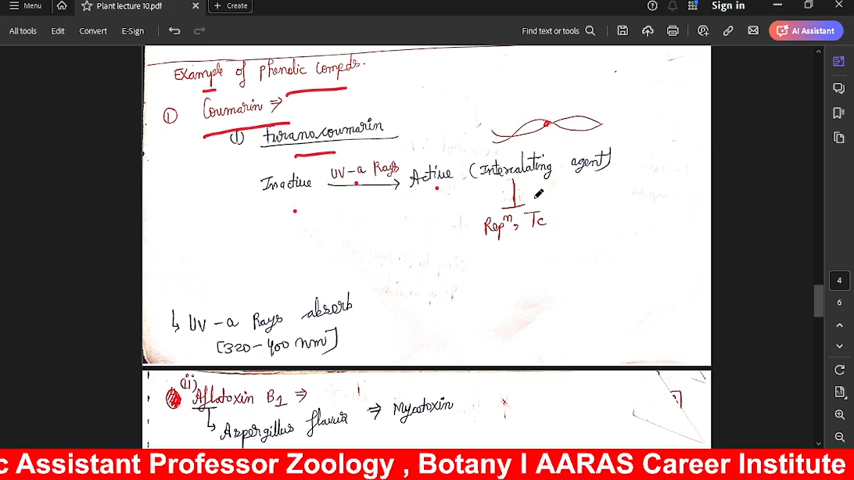 Menu
Plant lecture 10.pdf
+ Create
Sign in
All tools
Edit
Convert
E-Sign
Find text or tools
AI Assistant
Example of phenolic compds.
① Coumarin ⇒
(i) furanocoumarin
Inactive UV-a Rays → Active (Intercalating agent)
Repⁿ, Tc
↳ UV-a Rays absorb
[320-400 nm]
4
6
(ii) Aflatoxin B1 ⇒
↳ Aspergillus flavus ⇒ Mycotoxin
c Assistant Professor Zoology , Botany I AARAS Career Institute